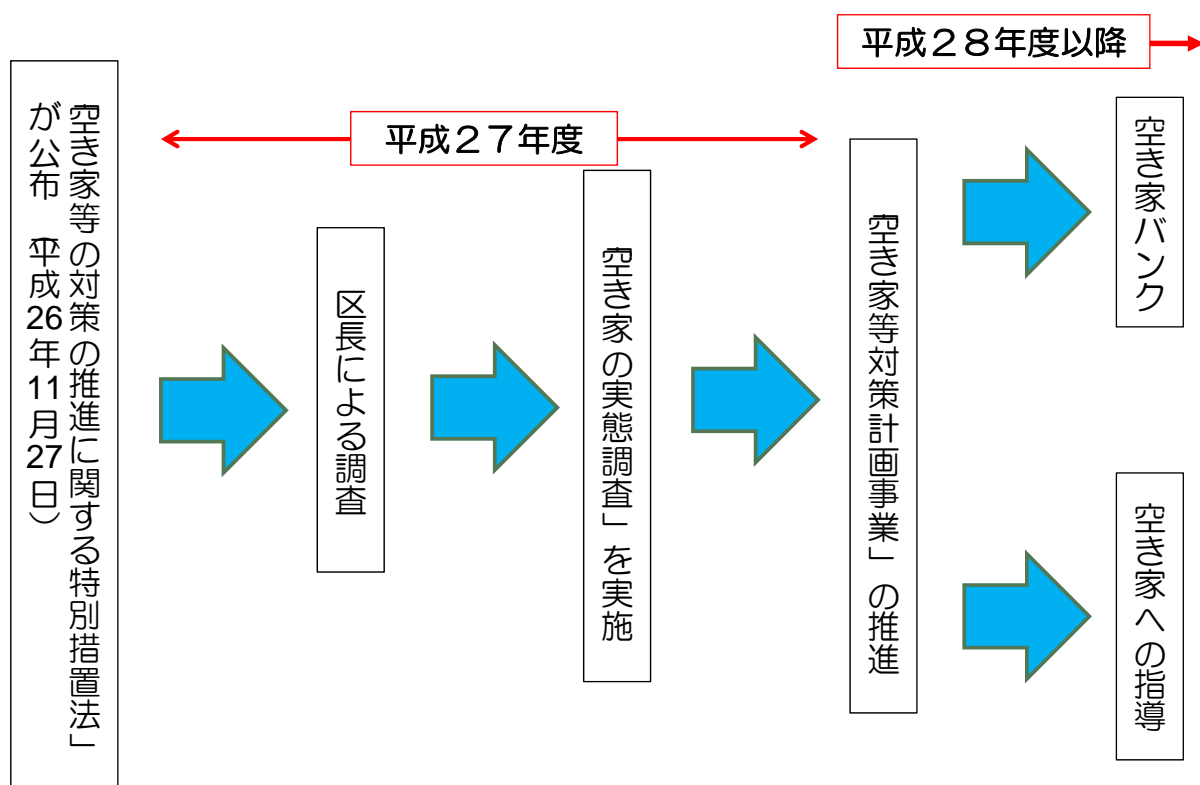 平成２８年度以降
平成２７年度
「空き家等の対策の推進に関する特別措置法」
が公布　（平成26年11月27日）
区長による調査
「空き家の実態調査」を実施
「空き家等対策計画事業」の推進
空き家バンク
空き家への指導